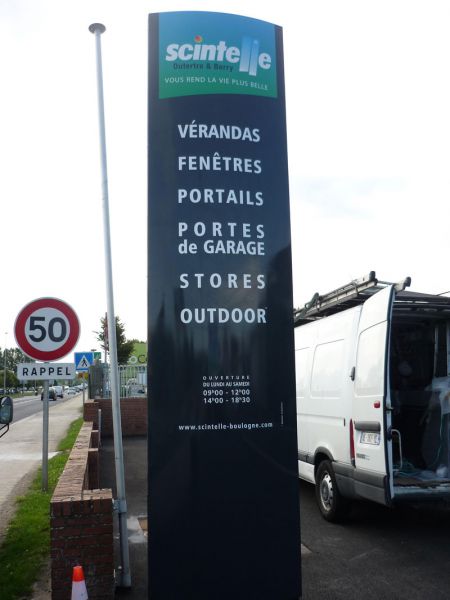 scintelle
Dutertre & Berry
VOUS REND LA VIE PLUS BELLE
VÉRANDAS
FENÊTRES
PORTAILS
PORTES
de GARAGE
STORES
OUTDOOR
OUVERTURE
DU LUNDI AU SAMEDI
09H00 - 12H00
14H00 - 18H30
www.scintelle-boulogne.com
50
RAPPEL